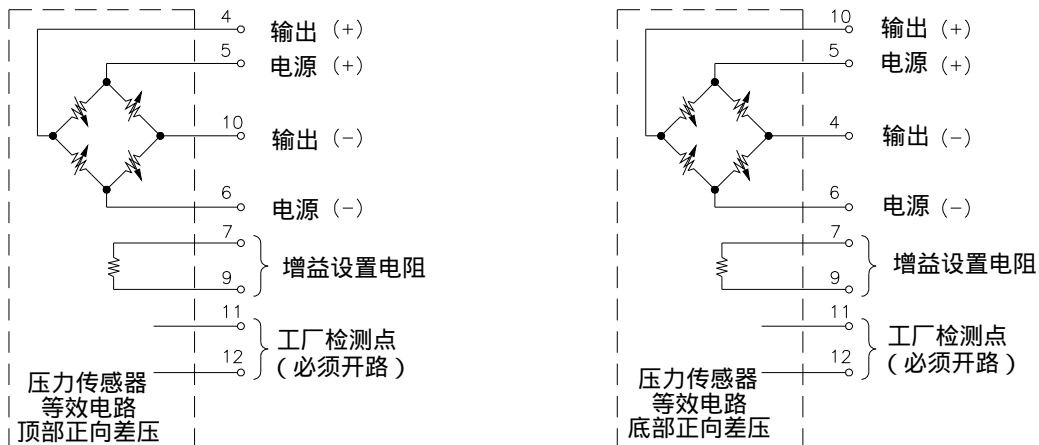 4
输出 (+)
5
电源 (+)
10
输出 (-)
6
电源 (-)
7
增益设置电阻
9
11
工厂检测点
12
(必须开路)
压力传感器
等效电路
顶部正向差压
10
输出 (+)
5
电源 (+)
4
输出 (-)
6
电源 (-)
7
增益设置电阻
9
11
工厂检测点
12
(必须开路)
压力传感器
等效电路
底部正向差压